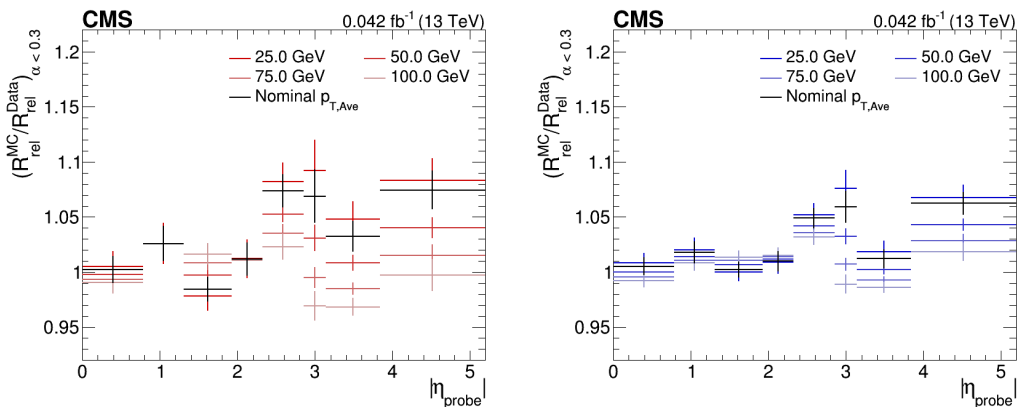 CMS 0.042 fb⁻¹ (13 TeV)
(R_rel^MC/R_rel^Data)_α < 0.3
25.0 GeV 50.0 GeV
75.0 GeV 100.0 GeV
Nominal p_T,Ave
1.2
1.15
1.1
1.05
1
0.95
0 1 2 3 4 5
|η_probe|
CMS 0.042 fb⁻¹ (13 TeV)
(R_rel^MC/R_rel^Data)_α < 0.3
25.0 GeV 50.0 GeV
75.0 GeV 100.0 GeV
Nominal p_T,Ave
1.2
1.15
1.1
1.05
1
0.95
0 1 2 3 4 5
|η_probe|